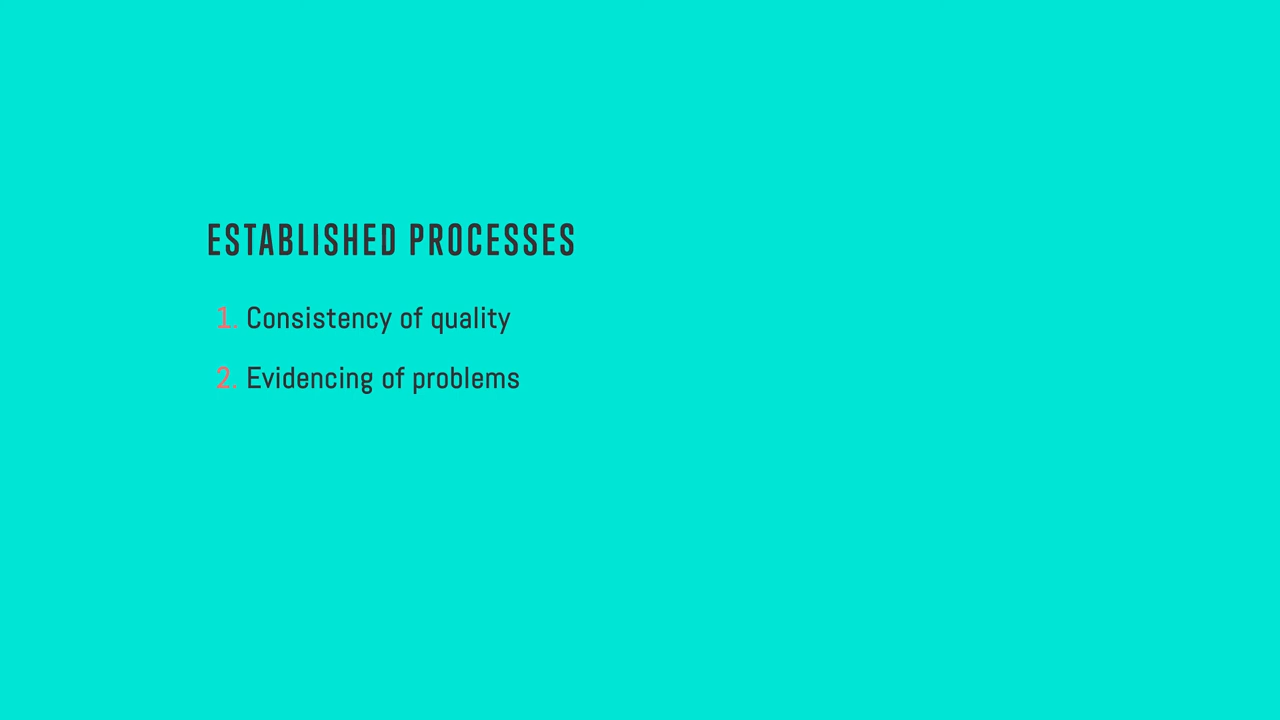 ESTABLISHED PROCESSES
1. Consistency of quality
2. Evidencing of problems